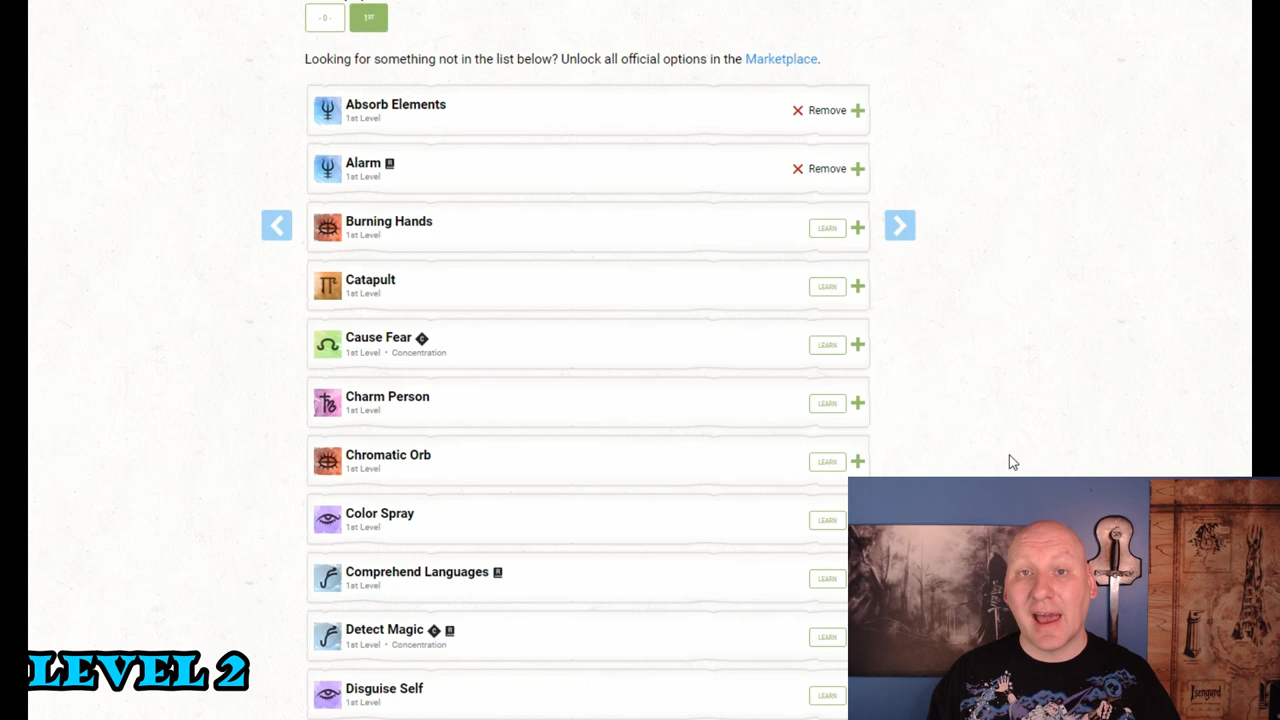 - 0 -
1ST
Looking for something not in the list below? Unlock all official options in the Marketplace.
Absorb Elements
1st Level
Remove
Alarm
1st Level
Remove
Burning Hands
1st Level
LEARN
Catapult
1st Level
LEARN
Cause Fear
1st Level • Concentration
LEARN
Charm Person
1st Level
LEARN
Chromatic Orb
1st Level
LEARN
Color Spray
1st Level
LEARN
Comprehend Languages
1st Level
LEARN
Detect Magic
1st Level • Concentration
LEARN
Disguise Self
1st Level
LEARN
LEVEL 2
Isengard